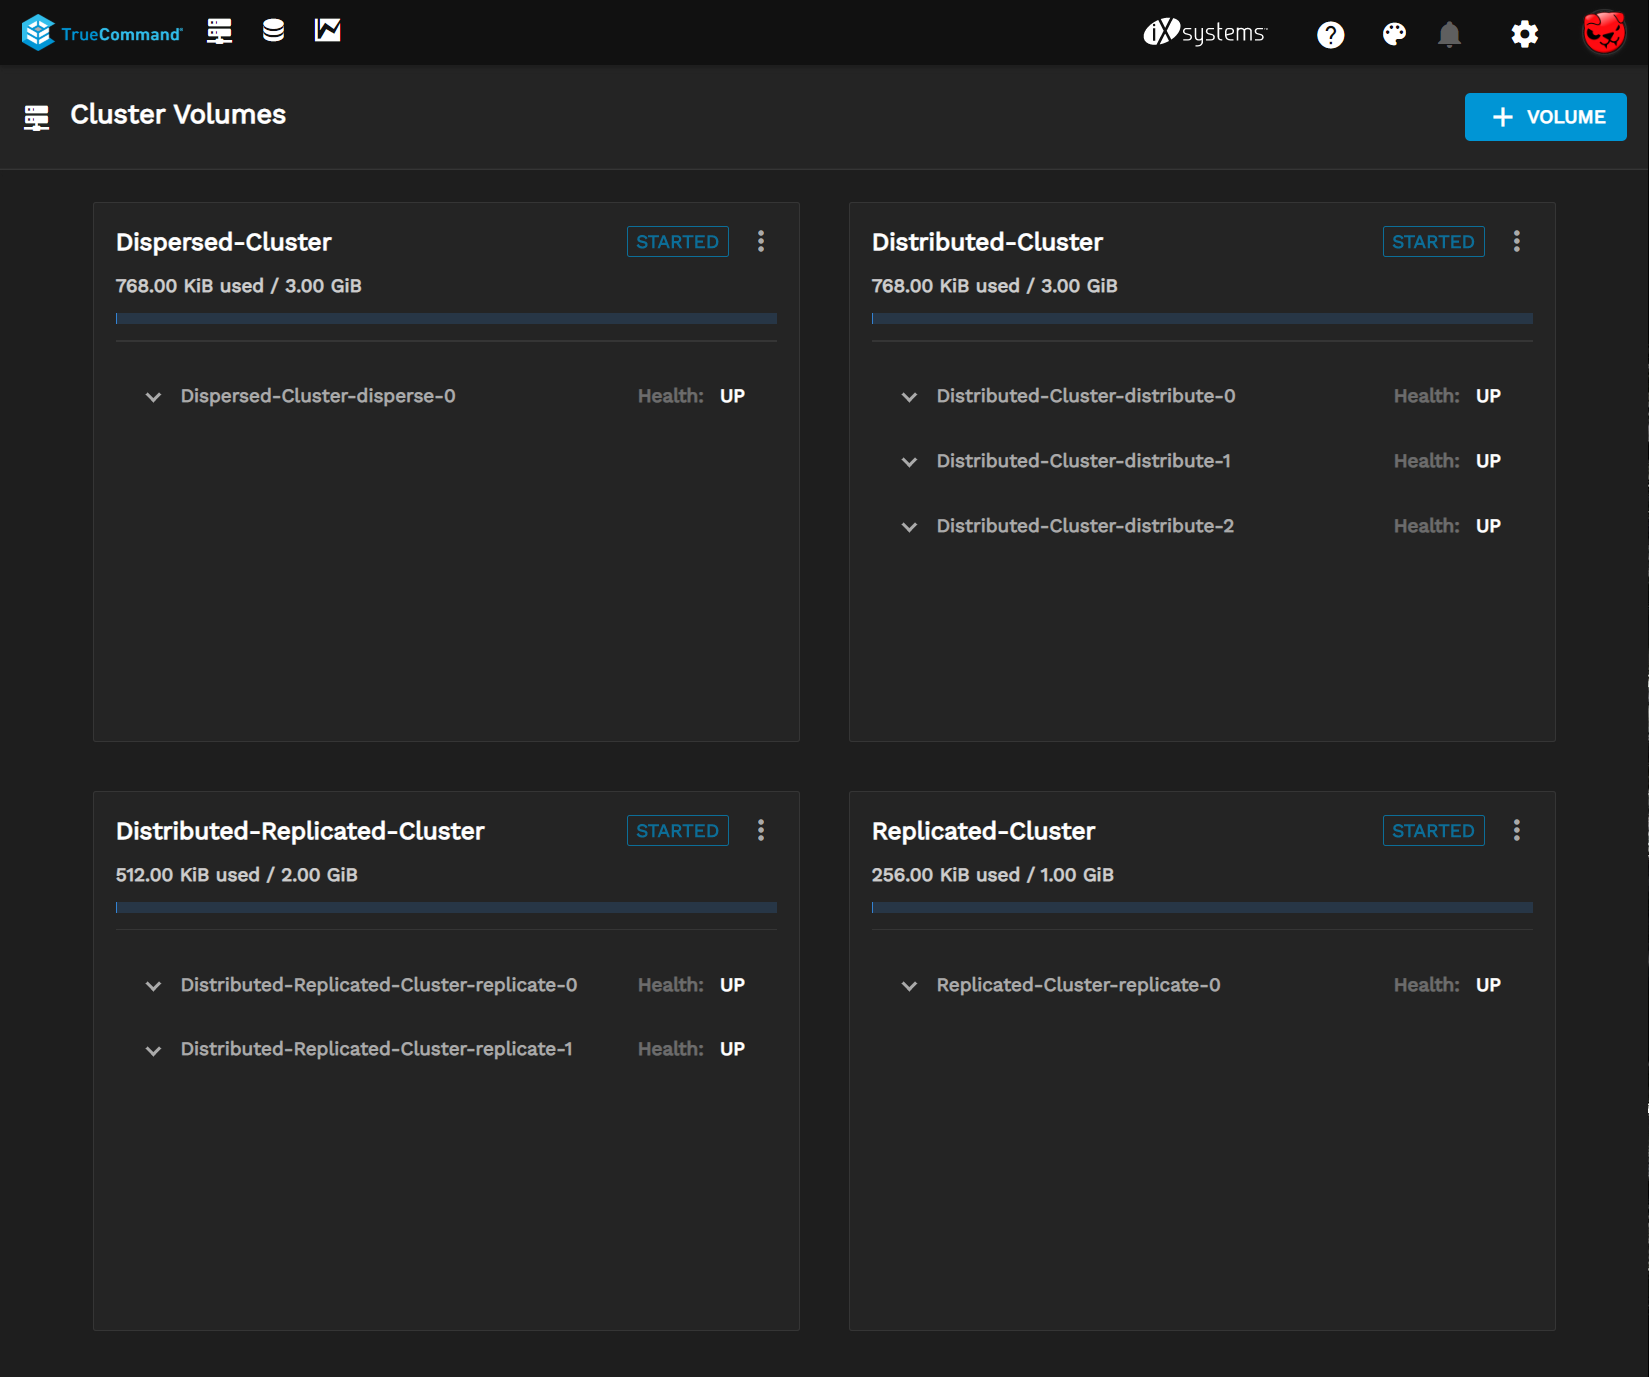 TrueCommand
iXsystems
Cluster Volumes
+ VOLUME
Dispersed-Cluster
STARTED
768.00 KiB used / 3.00 GiB
Dispersed-Cluster-disperse-0
Health: UP
Distributed-Cluster
STARTED
768.00 KiB used / 3.00 GiB
Distributed-Cluster-distribute-0
Health: UP
Distributed-Cluster-distribute-1
Health: UP
Distributed-Cluster-distribute-2
Health: UP
Distributed-Replicated-Cluster
STARTED
512.00 KiB used / 2.00 GiB
Distributed-Replicated-Cluster-replicate-0
Health: UP
Distributed-Replicated-Cluster-replicate-1
Health: UP
Replicated-Cluster
STARTED
256.00 KiB used / 1.00 GiB
Replicated-Cluster-replicate-0
Health: UP